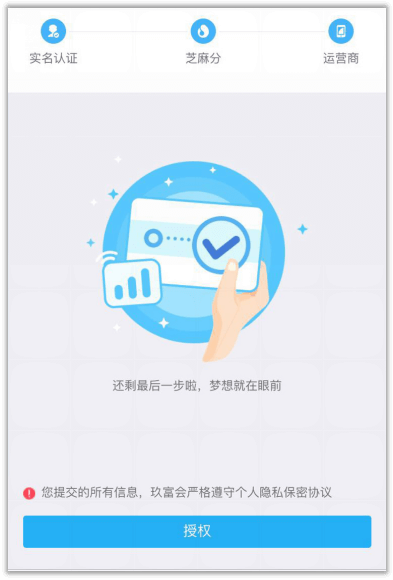 实名认证
芝麻分
运营商
还剩最后一步啦，梦想就在眼前
您提交的所有信息，玖富会严格遵守个人隐私保密协议
授权